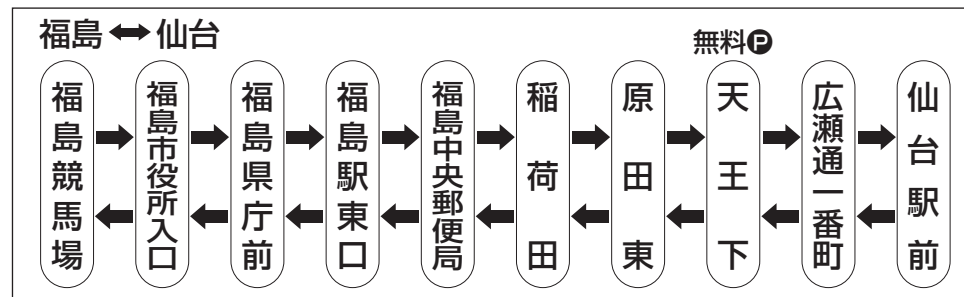 福島⟷仙台
無料🅟
福島競馬場
福島市役所入口
福島県庁前
福島駅東口
福島中央郵便局
稲荷田
原田東
天王下
広瀬通一番町
仙台駅前